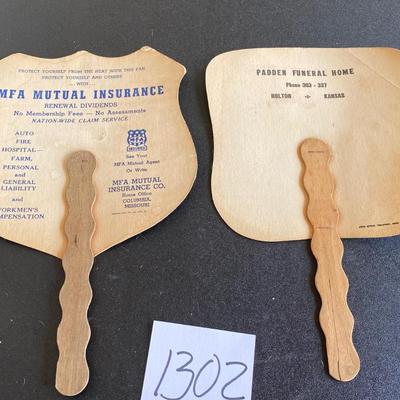 PROTECT YOURSELF FROM THE HEAT WITH THIS FAN
PROTECT YOURSELF AND OTHERS
... WITH ...
MFA MUTUAL INSURANCE
RENEWAL DIVIDENDS
No Membership Fees — No Assessments
NATION-WIDE CLAIM SERVICE
AUTO
FIRE
HOSPITAL—
FARM,
PERSONAL
and
GENERAL
LIABILITY
and
WORKMEN'S
COMPENSATION
See Your
MFA Mutual Agent
Or Write
MFA MUTUAL
INSURANCE CO.
Home Office
COLUMBIA,
MISSOURI
PADDEN FUNERAL HOME
Phone 363 - 327
HOLTON KANSAS
1302